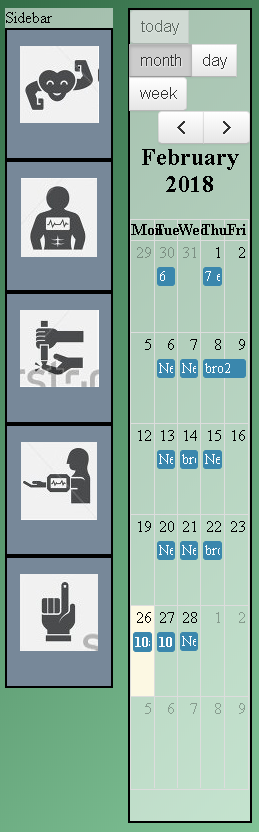 Sidebar
today
month day
week
February
2018
Mon Tue Wed Thu Fri
29 30 31 1 2
6 7 e
5 6 7 8 9
Ne Ne bro2
12 13 14 15 16
Ne bro Ne
19 20 21 22 23
Ne Ne bro
26 27 28 1 2
10: 10 Ne
5 6 7 8 9